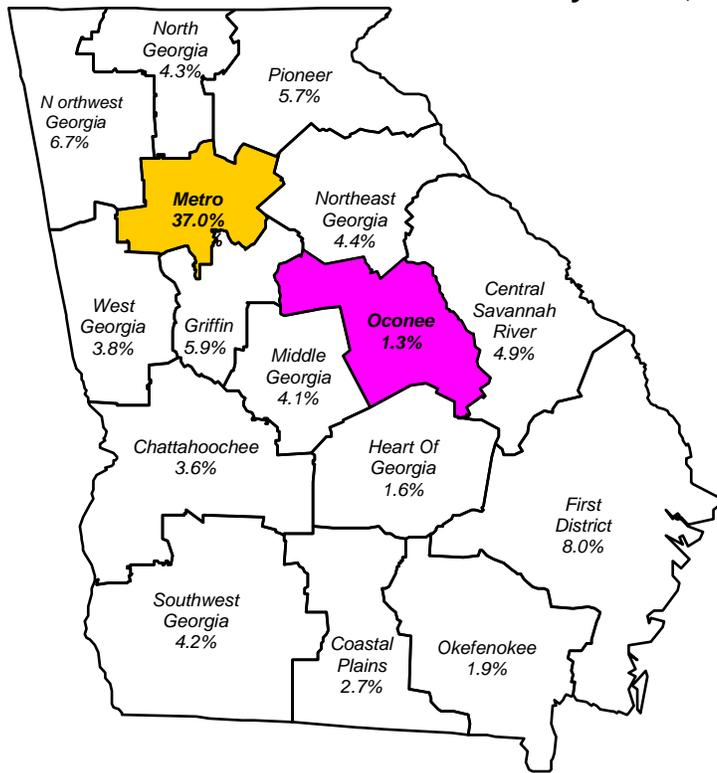 North
Georgia
4.3%
Pioneer
5.7%
N orthwest
Georgia
6.7%
Metro
37.0%
%
Northeast
Georgia
4.4%
Central
Savannah
River
4.9%
West
Georgia
3.8%
Griffin
5.9%
Oconee
1.3%
Middle
Georgia
4.1%
Chattahoochee
3.6%
Heart Of
Georgia
1.6%
First
District
8.0%
Southwest
Georgia
4.2%
Coastal
Plains
2.7%
Okefenokee
1.9%